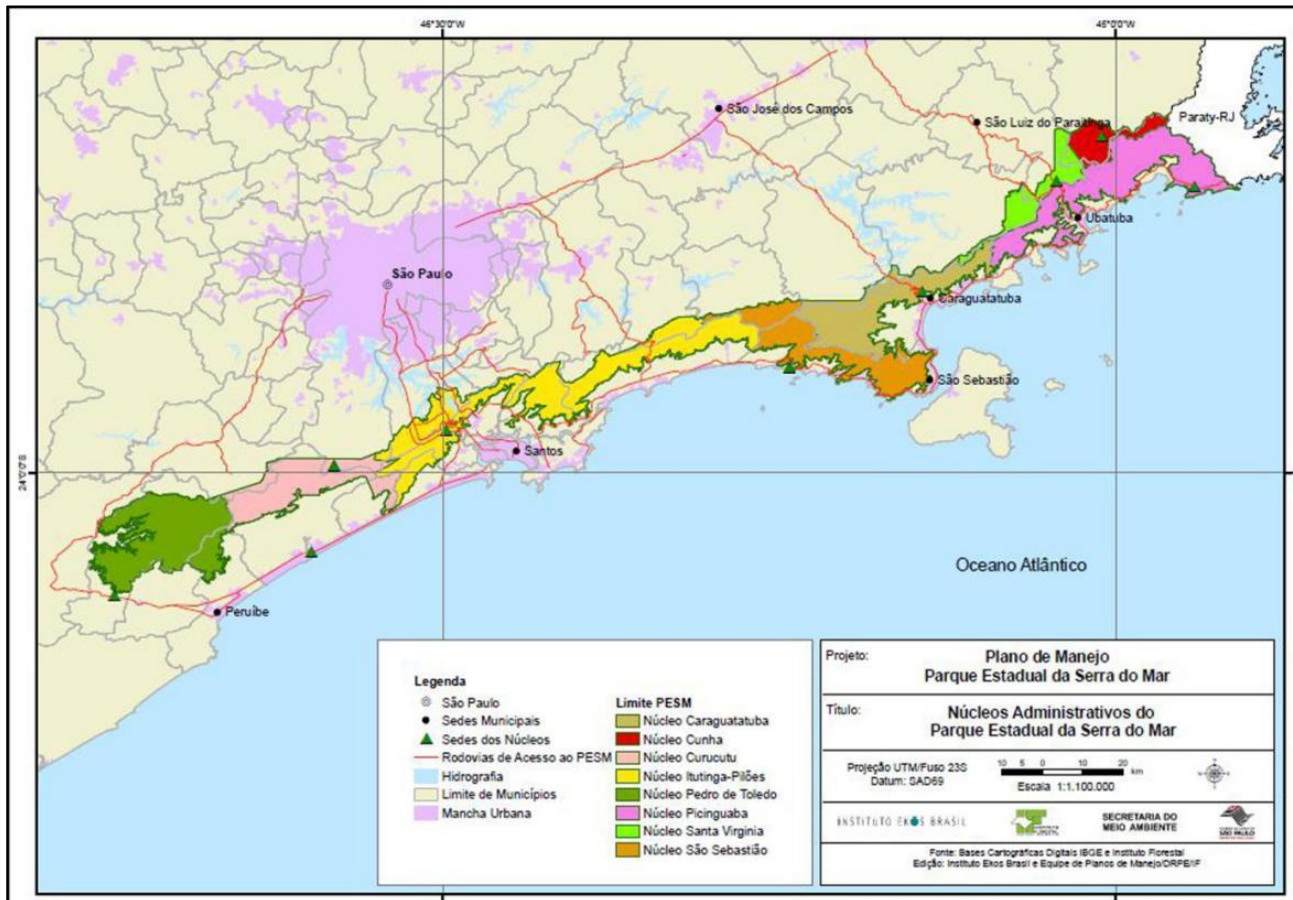 46°30'0"W
46°0'0"W
São José dos Campos
São Luiz do Paraitinga
Paraty-RJ
Ubatuba
São Paulo
Caraguatatuba
São Sebastião
Santos
24°0'0"S
Oceano Atlântico
Peruíbe
Legenda
São Paulo
Sedes Municipais
Sedes dos Núcleos
Rodovias de Acesso ao PESM
Hidrografia
Limite de Municípios
Mancha Urbana
Limite PESM
Núcleo Caraguatatuba
Núcleo Cunha
Núcleo Curucutu
Núcleo Itutinga-Pilões
Núcleo Pedro de Toledo
Núcleo Picinguaba
Núcleo Santa Virginia
Núcleo São Sebastião
Projeto:
Plano de Manejo
Parque Estadual da Serra do Mar
Título:
Núcleos Administrativos do
Parque Estadual da Serra do Mar
Projeção UTM/Fuso 23S
Datum: SAD69
10 5 0 10 20 km
Escala 1:1.100.000
INSTITUTO EKOS BRASIL
SECRETARIA DO
MEIO AMBIENTE
SÃO PAULO
Fonte: Bases Cartográficas Digitais IBGE e Instituto Florestal
Edição: Instituto Ekos Brasil e Equipe de Planos de Manejo/DRPE/IF